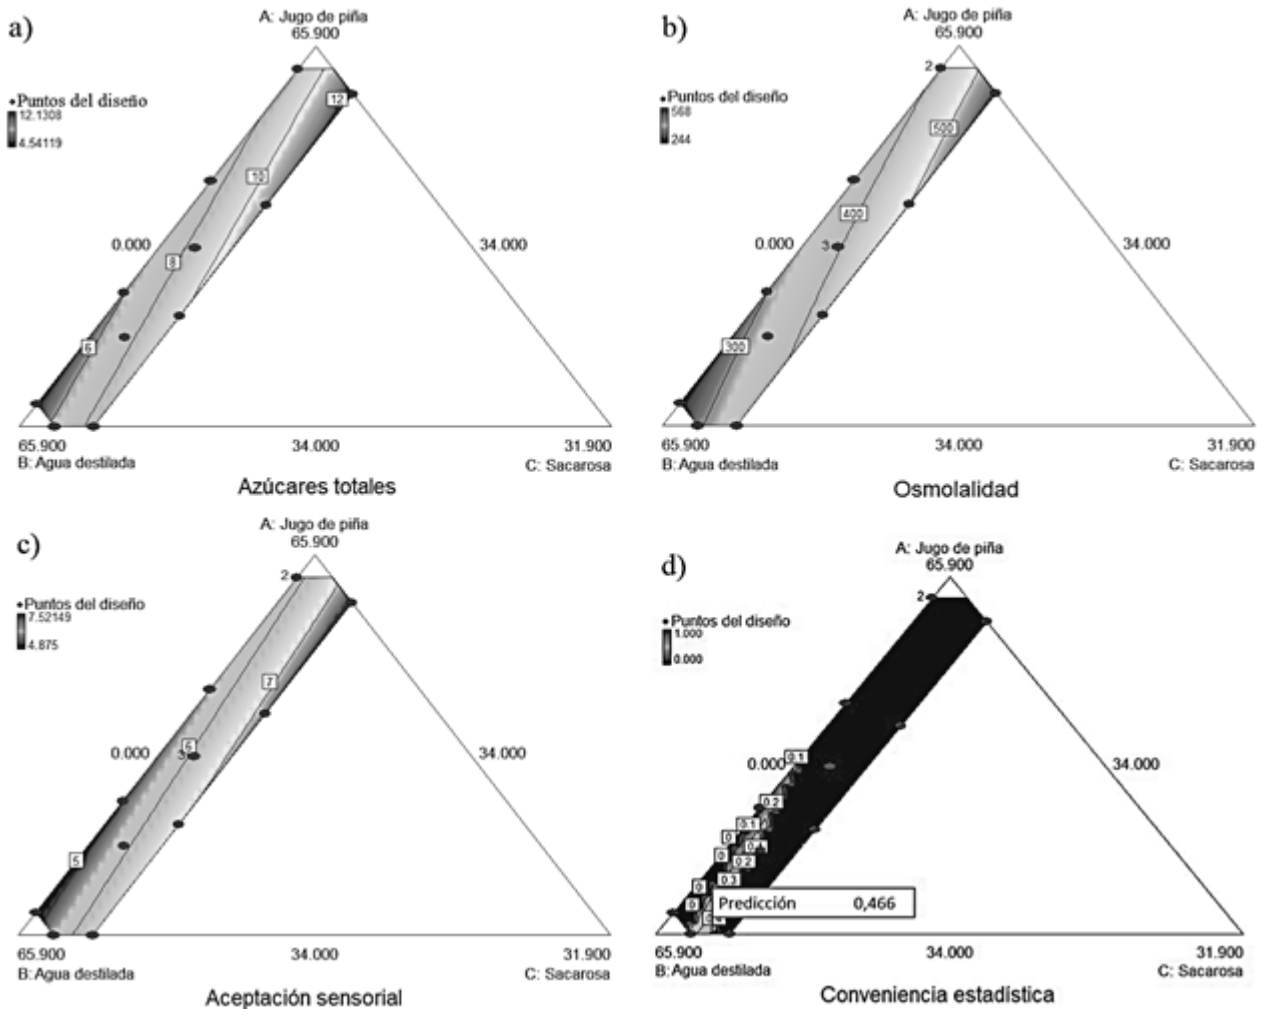 a)
A: Jugo de piña
65.900
Puntos del diseño
12.1308
4.54119
12
10
8
6
0.000
34.000
65.900
34.000
31.900
B: Agua destilada
C: Sacarosa
Azúcares totales
b)
A: Jugo de piña
65.900
Puntos del diseño
568
244
2
500
400
3
300
0.000
34.000
65.900
34.000
31.900
B: Agua destilada
C: Sacarosa
Osmolalidad
c)
A: Jugo de piña
65.900
Puntos del diseño
7.52149
4.875
2
7
6
3
5
0.000
34.000
65.900
34.000
31.900
B: Agua destilada
C: Sacarosa
Aceptación sensorial
d)
A: Jugo de piña
65.900
Puntos del diseño
1.000
0.000
2
0.000
0.1
34.000
0.2
0.1
0
0
0.2
0.3
0
0
Predicción 0,466
65.900
34.000
31.900
B: Agua destilada
C: Sacarosa
Conveniencia estadística